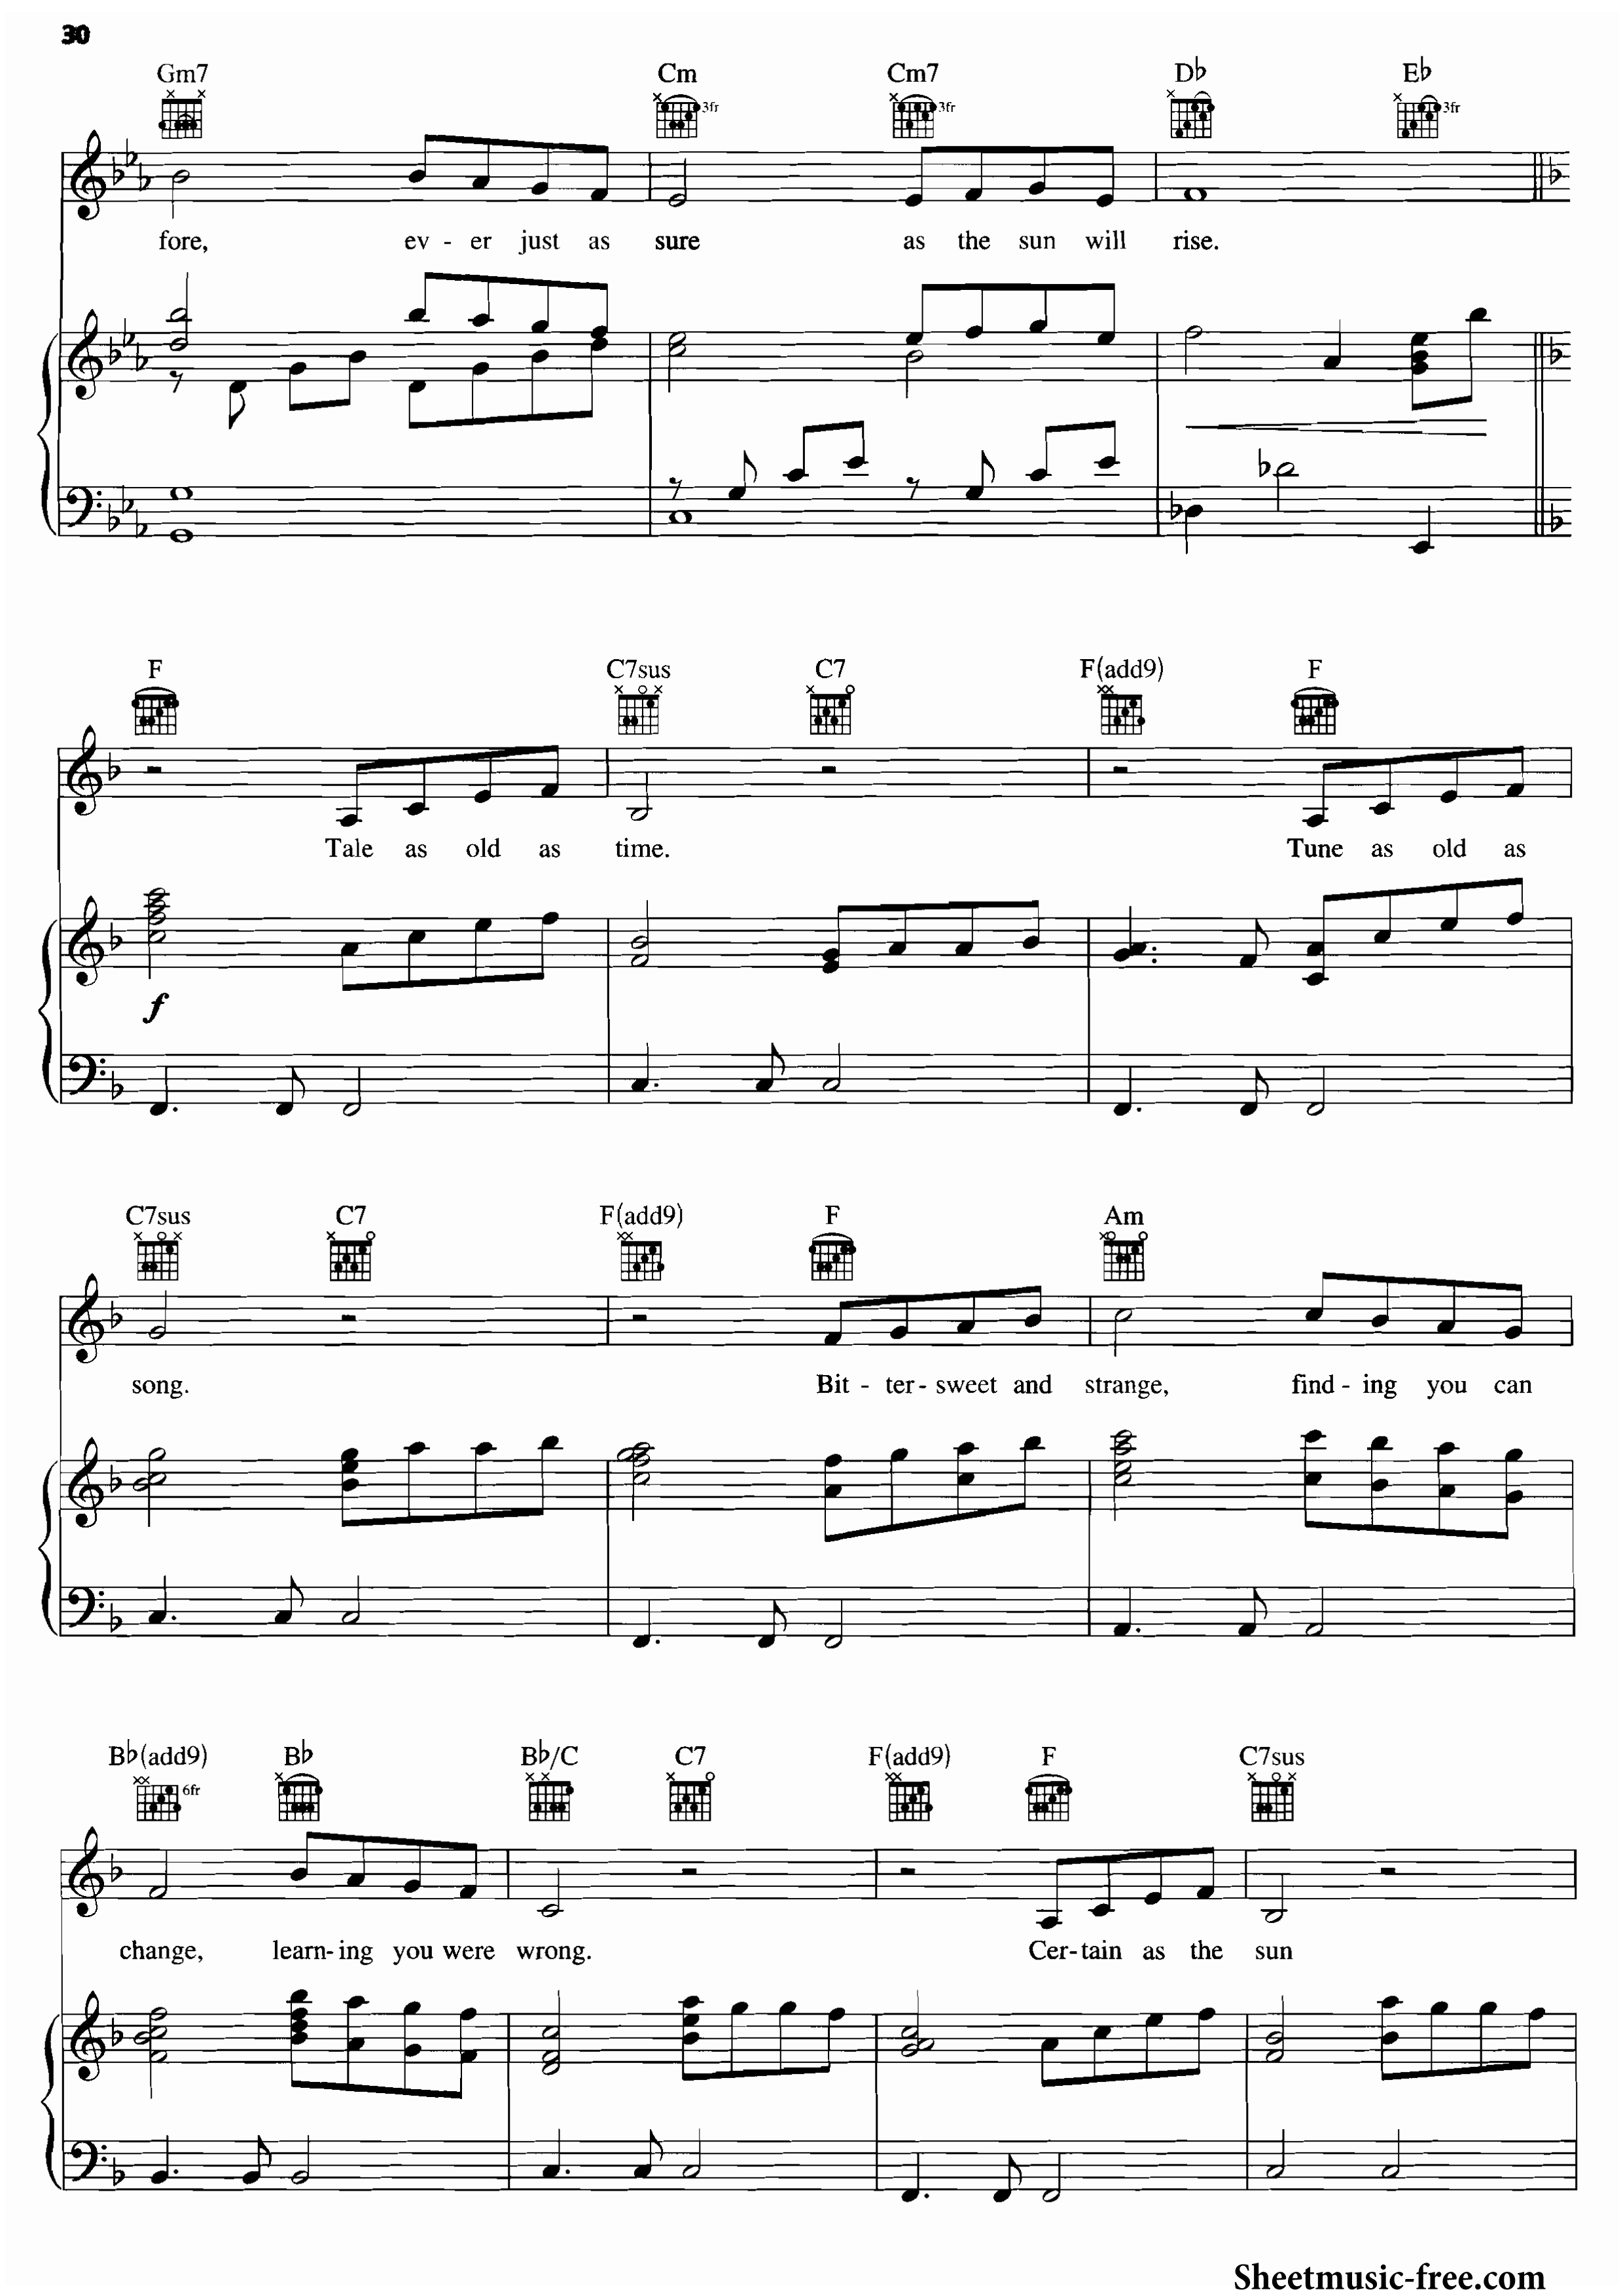 30
Gm7 Cm Cm7 D♭ E♭
3fr 3fr 3fr
fore, ev - er just as sure as the sun will rise.
F C7sus C7 F(add9) F
Tale as old as time. Tune as old as
f
C7sus C7 F(add9) F Am
song. Bit - ter - sweet and strange, find - ing you can
B♭(add9) B♭ B♭/C C7 F(add9) F C7sus
6fr
change, learn- ing you were wrong. Cer- tain as the sun
Sheetmusic-free.com